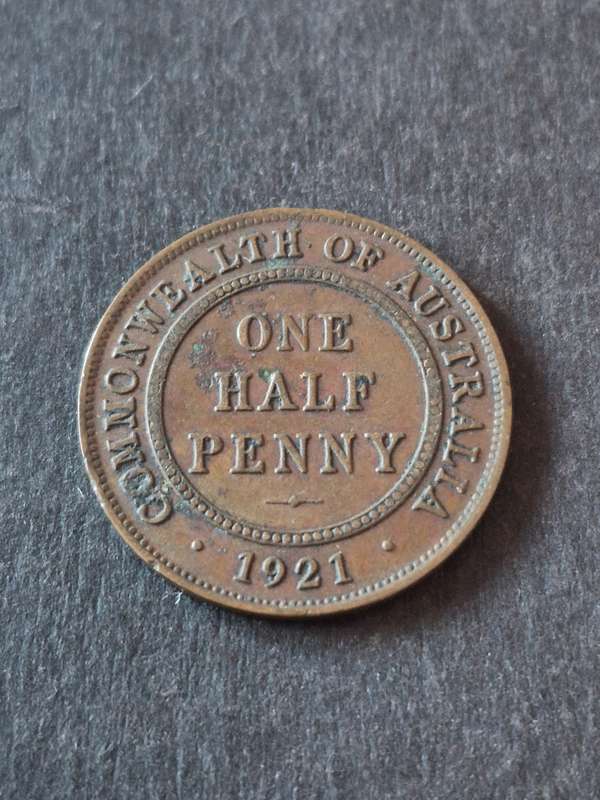 COMMONWEALTH OF AUSTRALIA
ONE
HALF
PENNY
· 1921 ·